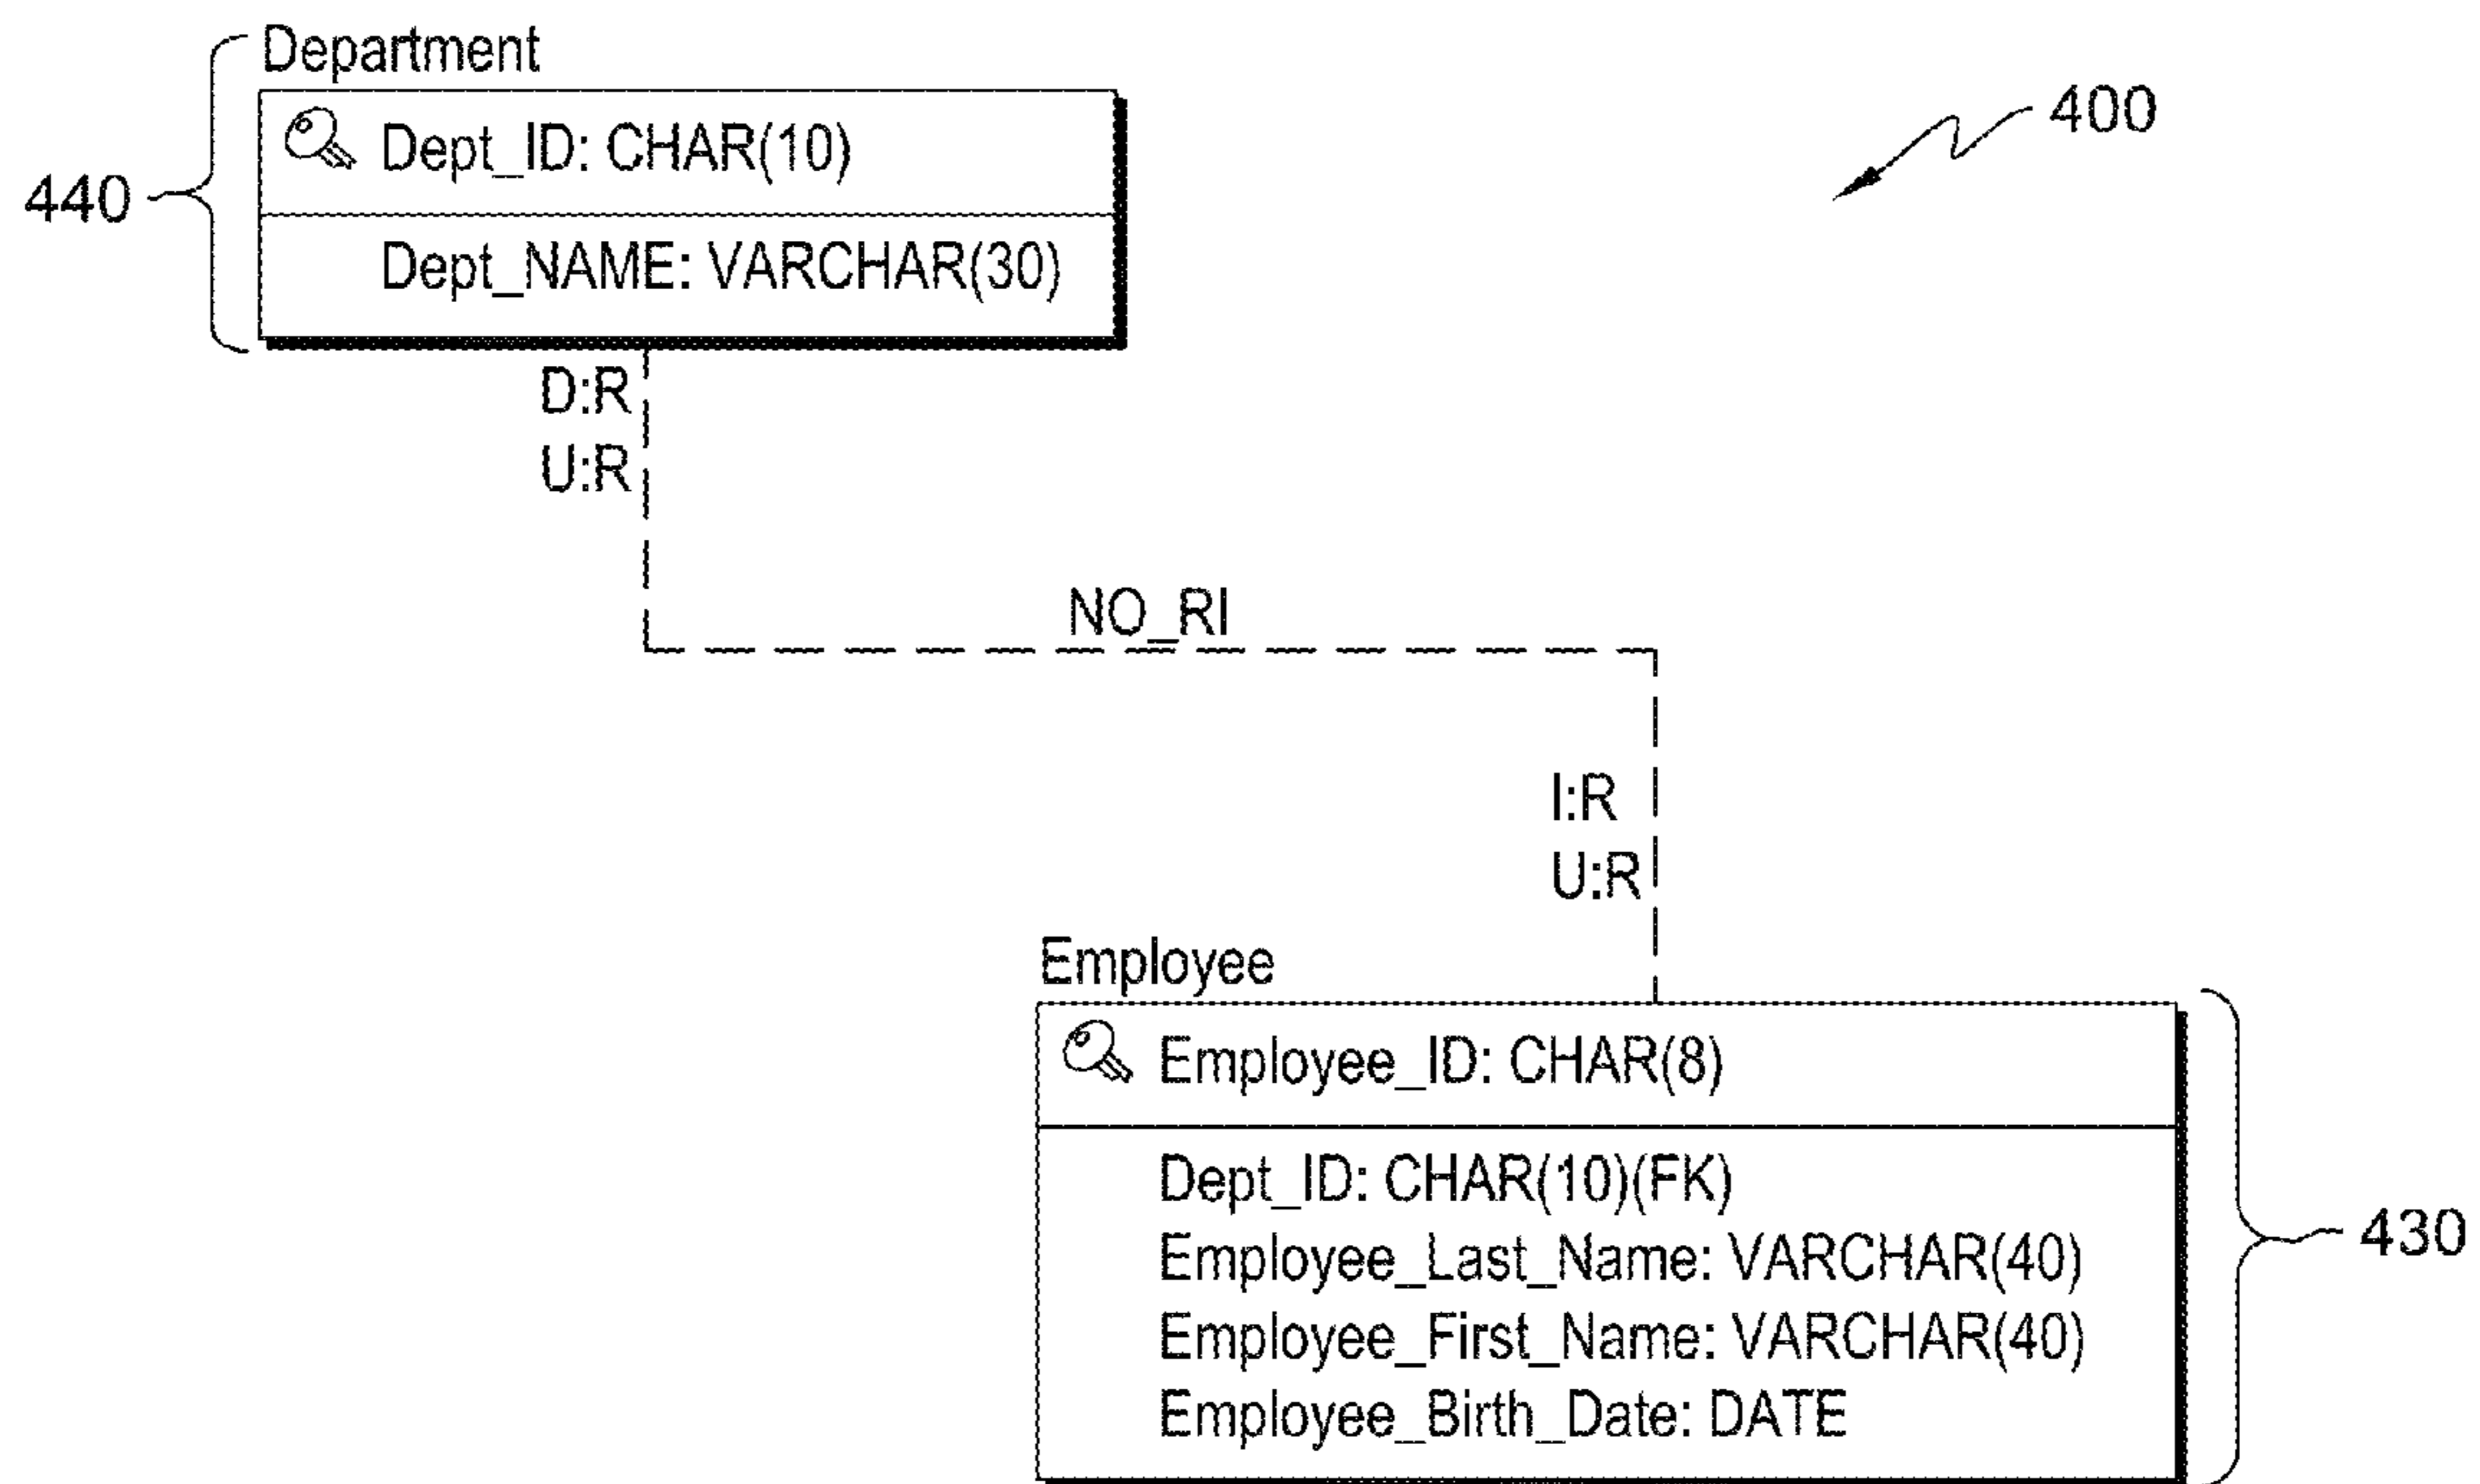 Department
400
Dept_ID: CHAR(10)
440
Dept_NAME: VARCHAR(30)
D:R
U:R
NO_RI
I:R
U:R
Employee
Employee_ID: CHAR(8)
Dept_ID: CHAR(10)(FK)
Employee_Last_Name: VARCHAR(40)
430
Employee_First_Name: VARCHAR(40)
Employee_Birth_Date: DATE